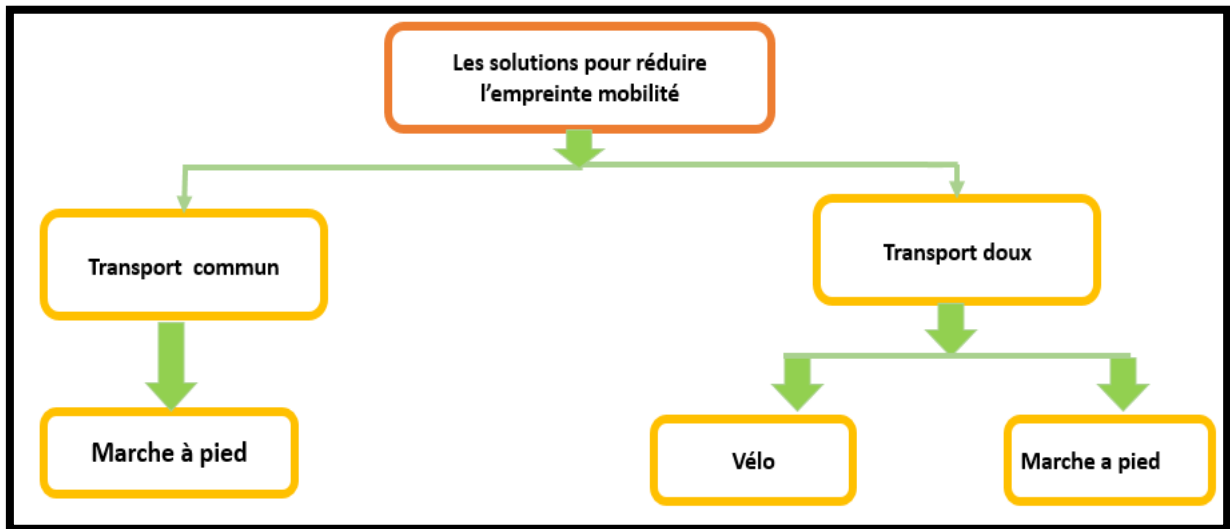 Les solutions pour réduire
l’empreinte mobilité
Transport commun
Transport doux
Marche à pied
Vélo
Marche a pied